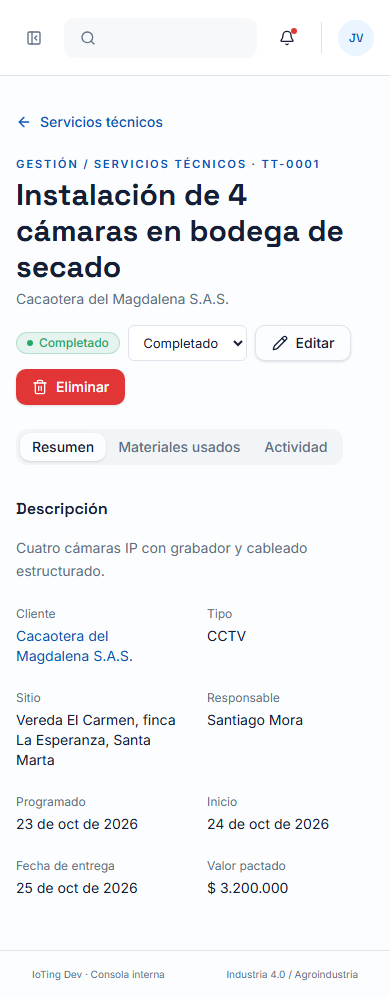 JV
Servicios técnicos
GESTIÓN / SERVICIOS TÉCNICOS · TT-0001
Instalación de 4
cámaras en bodega de
secado
Cacaotera del Magdalena S.A.S.
Completado
Completado
Editar
Eliminar
Resumen
Materiales usados
Actividad
Descripción
Cuatro cámaras IP con grabador y cableado
estructurado.
Cliente
Cacaotera del
Magdalena S.A.S.
Tipo
CCTV
Sitio
Vereda El Carmen, finca
La Esperanza, Santa
Marta
Responsable
Santiago Mora
Programado
23 de oct de 2026
Inicio
24 de oct de 2026
Fecha de entrega
25 de oct de 2026
Valor pactado
$ 3.200.000
IoTing Dev · Consola interna
Industria 4.0 / Agroindustria